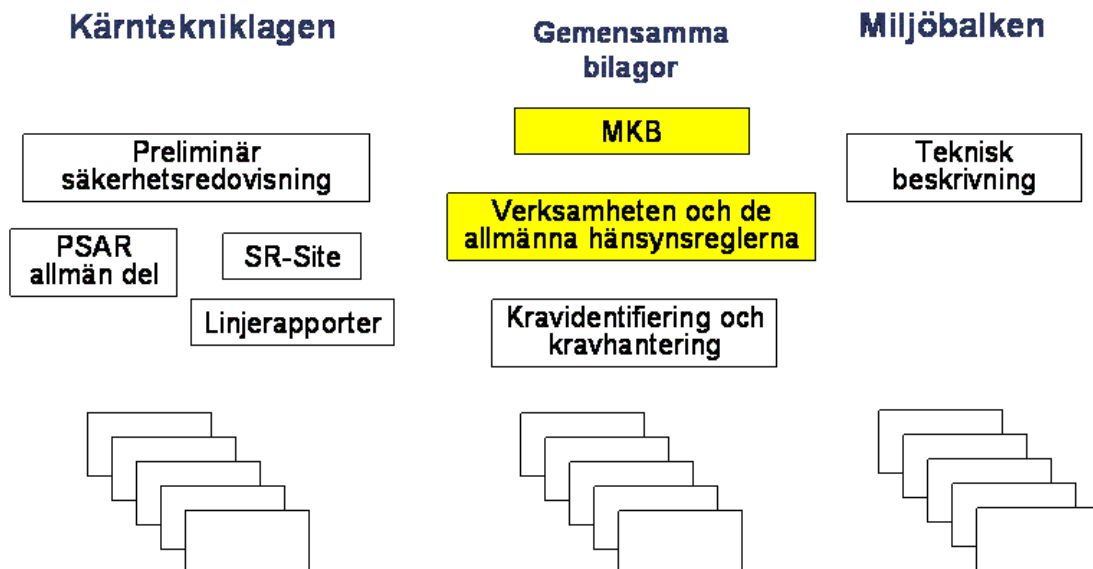 Kärntekniklagen
Preliminär
säkerhetsredovisning
PSAR
allmän del
SR-Site
Linjerapporter
Gemensamma
bilagor
MKB
Verksamheten och de
allmänna hänsynsreglerna
Kravidentifiering och
kravhantering
Miljöbalken
Teknisk
beskrivning